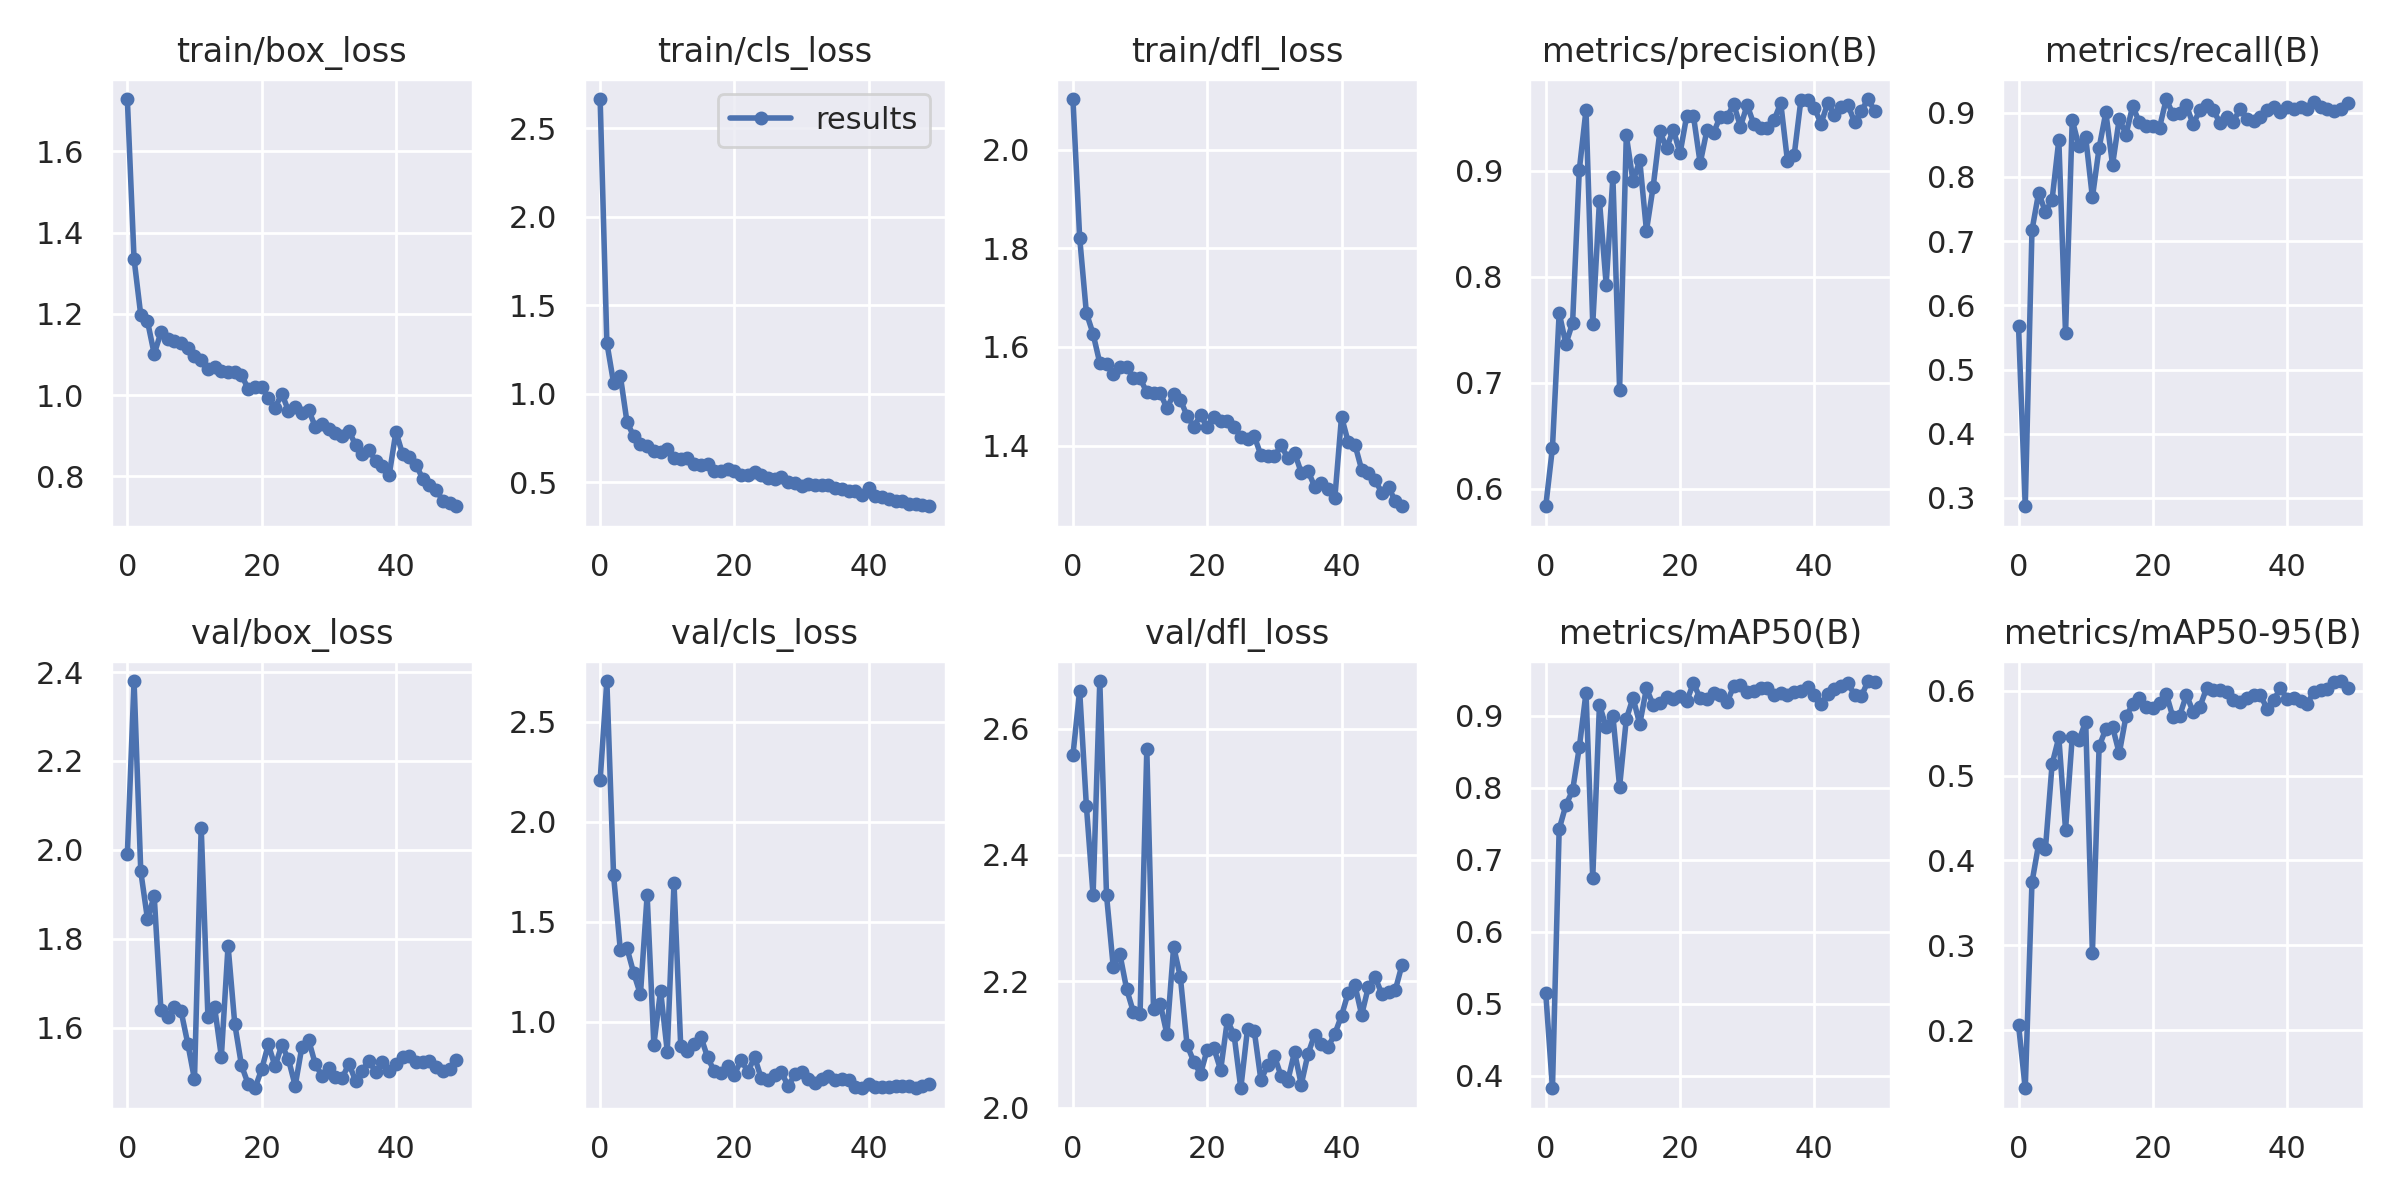 train/box_loss
1.6
1.4
1.2
1.0
0.8
0 20 40
train/cls_loss
results
2.5
2.0
1.5
1.0
0.5
0 20 40
train/dfl_loss
2.0
1.8
1.6
1.4
0 20 40
metrics/precision(B)
0.9
0.8
0.7
0.6
0 20 40
metrics/recall(B)
0.9
0.8
0.7
0.6
0.5
0.4
0.3
0 20 40
val/box_loss
2.4
2.2
2.0
1.8
1.6
0 20 40
val/cls_loss
2.5
2.0
1.5
1.0
0 20 40
val/dfl_loss
2.6
2.4
2.2
2.0
0 20 40
metrics/mAP50(B)
0.9
0.8
0.7
0.6
0.5
0.4
0 20 40
metrics/mAP50-95(B)
0.6
0.5
0.4
0.3
0.2
0 20 40